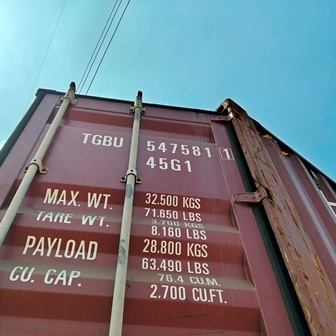 TGBU 547581 1
45G1
MAX. WT. 32.500 KGS
71.650 LBS
TARE WT. 3.700 KGS
8.160 LBS
PAYLOAD 28.800 KGS
63.490 LBS
CU. CAP. 76.4 CU.M.
2.700 CU.FT.